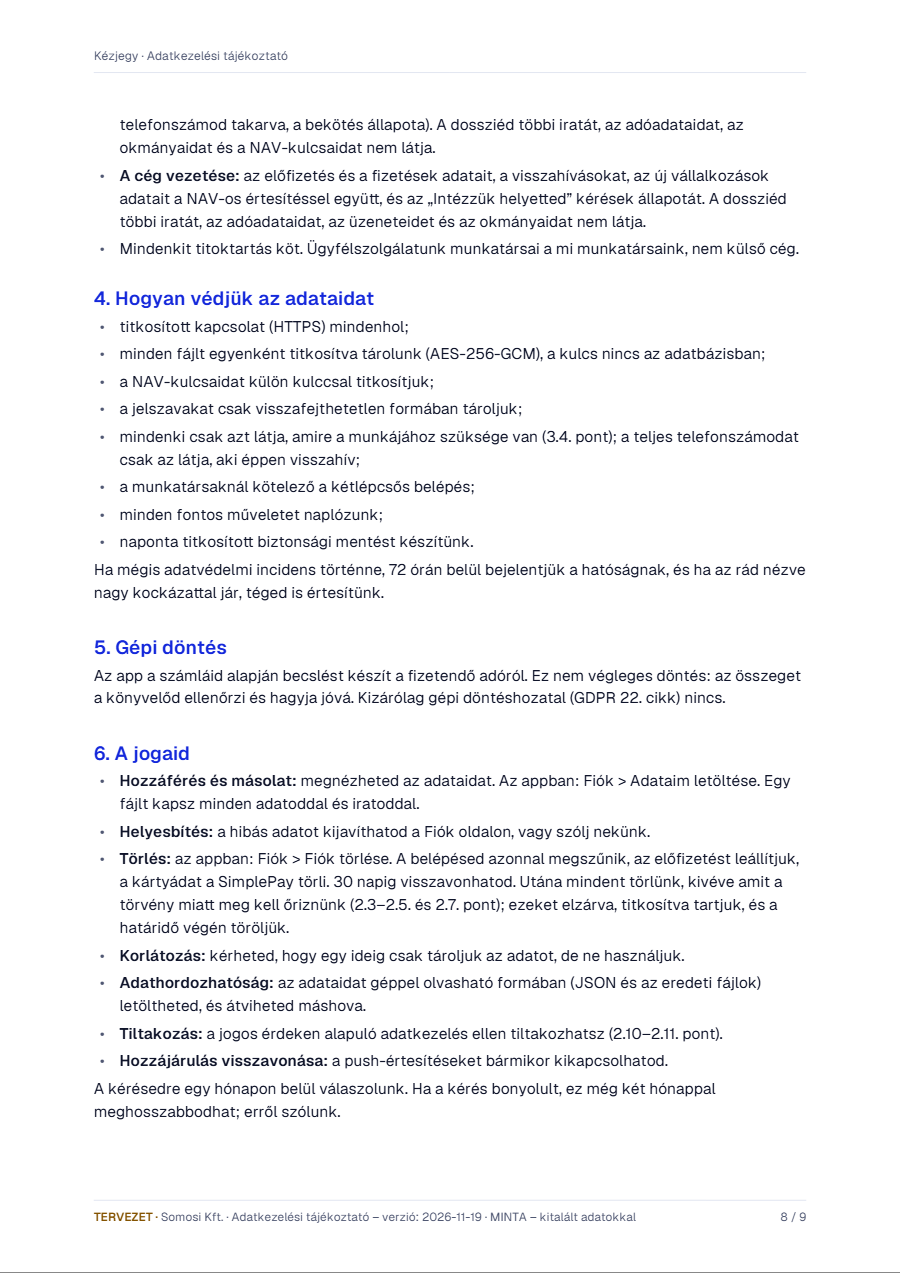 Kézjegy · Adatkezelési tájékoztató
telefonszámod takarva, a bekötés állapota). A dossziéd többi iratát, az adóadataidat, az
okmányaidat és a NAV-kulcsaidat nem látja.
• A cég vezetése: az előfizetés és a fizetések adatait, a visszahívásokat, az új vállalkozások
adatait a NAV-os értesítéssel együtt, és az „Intézzük helyetted” kérések állapotát. A dossziéd
többi iratát, az adóadataidat, az üzeneteidet és az okmányaidat nem látja.
• Mindenkit titoktartás köt. Ügyfélszolgálatunk munkatársai a mi munkatársaink, nem külső cég.
4. Hogyan védjük az adataidat
• titkosított kapcsolat (HTTPS) mindenhol;
• minden fájlt egyenként titkosítva tárolunk (AES-256-GCM), a kulcs nincs az adatbázisban;
• a NAV-kulcsaidat külön kulccsal titkosítjuk;
• a jelszavakat csak visszafejthetetlen formában tároljuk;
• mindenki csak azt látja, amire a munkájához szüksége van (3.4. pont); a teljes telefonszámodat
csak az látja, aki éppen visszahív;
• a munkatársaknál kötelező a kétlépcsős belépés;
• minden fontos műveletet naplózunk;
• naponta titkosított biztonsági mentést készítünk.
Ha mégis adatvédelmi incidens történne, 72 órán belül bejelentjük a hatóságnak, és ha az rád nézve
nagy kockázattal jár, téged is értesítünk.
5. Gépi döntés
Az app a számláid alapján becslést készít a fizetendő adóról. Ez nem végleges döntés: az összeget
a könyvelőd ellenőrzi és hagyja jóvá. Kizárólag gépi döntéshozatal (GDPR 22. cikk) nincs.
6. A jogaid
• Hozzáférés és másolat: megnézheted az adataidat. Az appban: Fiók > Adataim letöltése. Egy
fájlt kapsz minden adatoddal és iratoddal.
• Helyesbítés: a hibás adatot kijavíthatod a Fiók oldalon, vagy szólj nekünk.
• Törlés: az appban: Fiók > Fiók törlése. A belépésed azonnal megszűnik, az előfizetést leállítjuk,
a kártyádat a SimplePay törli. 30 napig visszavonhatod. Utána mindent törlünk, kivéve amit a
törvény miatt meg kell őriznünk (2.3–2.5. és 2.7. pont); ezeket elzárva, titkosítva tartjuk, és a
határidő végén töröljük.
• Korlátozás: kérheted, hogy egy ideig csak tároljuk az adatot, de ne használjuk.
• Adathordozhatóság: az adataidat géppel olvasható formában (JSON és az eredeti fájlok)
letöltheted, és átviheted máshova.
• Tiltakozás: a jogos érdeken alapuló adatkezelés ellen tiltakozhatsz (2.10–2.11. pont).
• Hozzájárulás visszavonása: a push-értesítéseket bármikor kikapcsolhatod.
A kérésedre egy hónapon belül válaszolunk. Ha a kérés bonyolult, ez még két hónappal
meghosszabbodhat; erről szólunk.
TERVEZET · Somosi Kft. · Adatkezelési tájékoztató – verzió: 2026-11-19 · MINTA – kitalált adatokkal 8 / 9